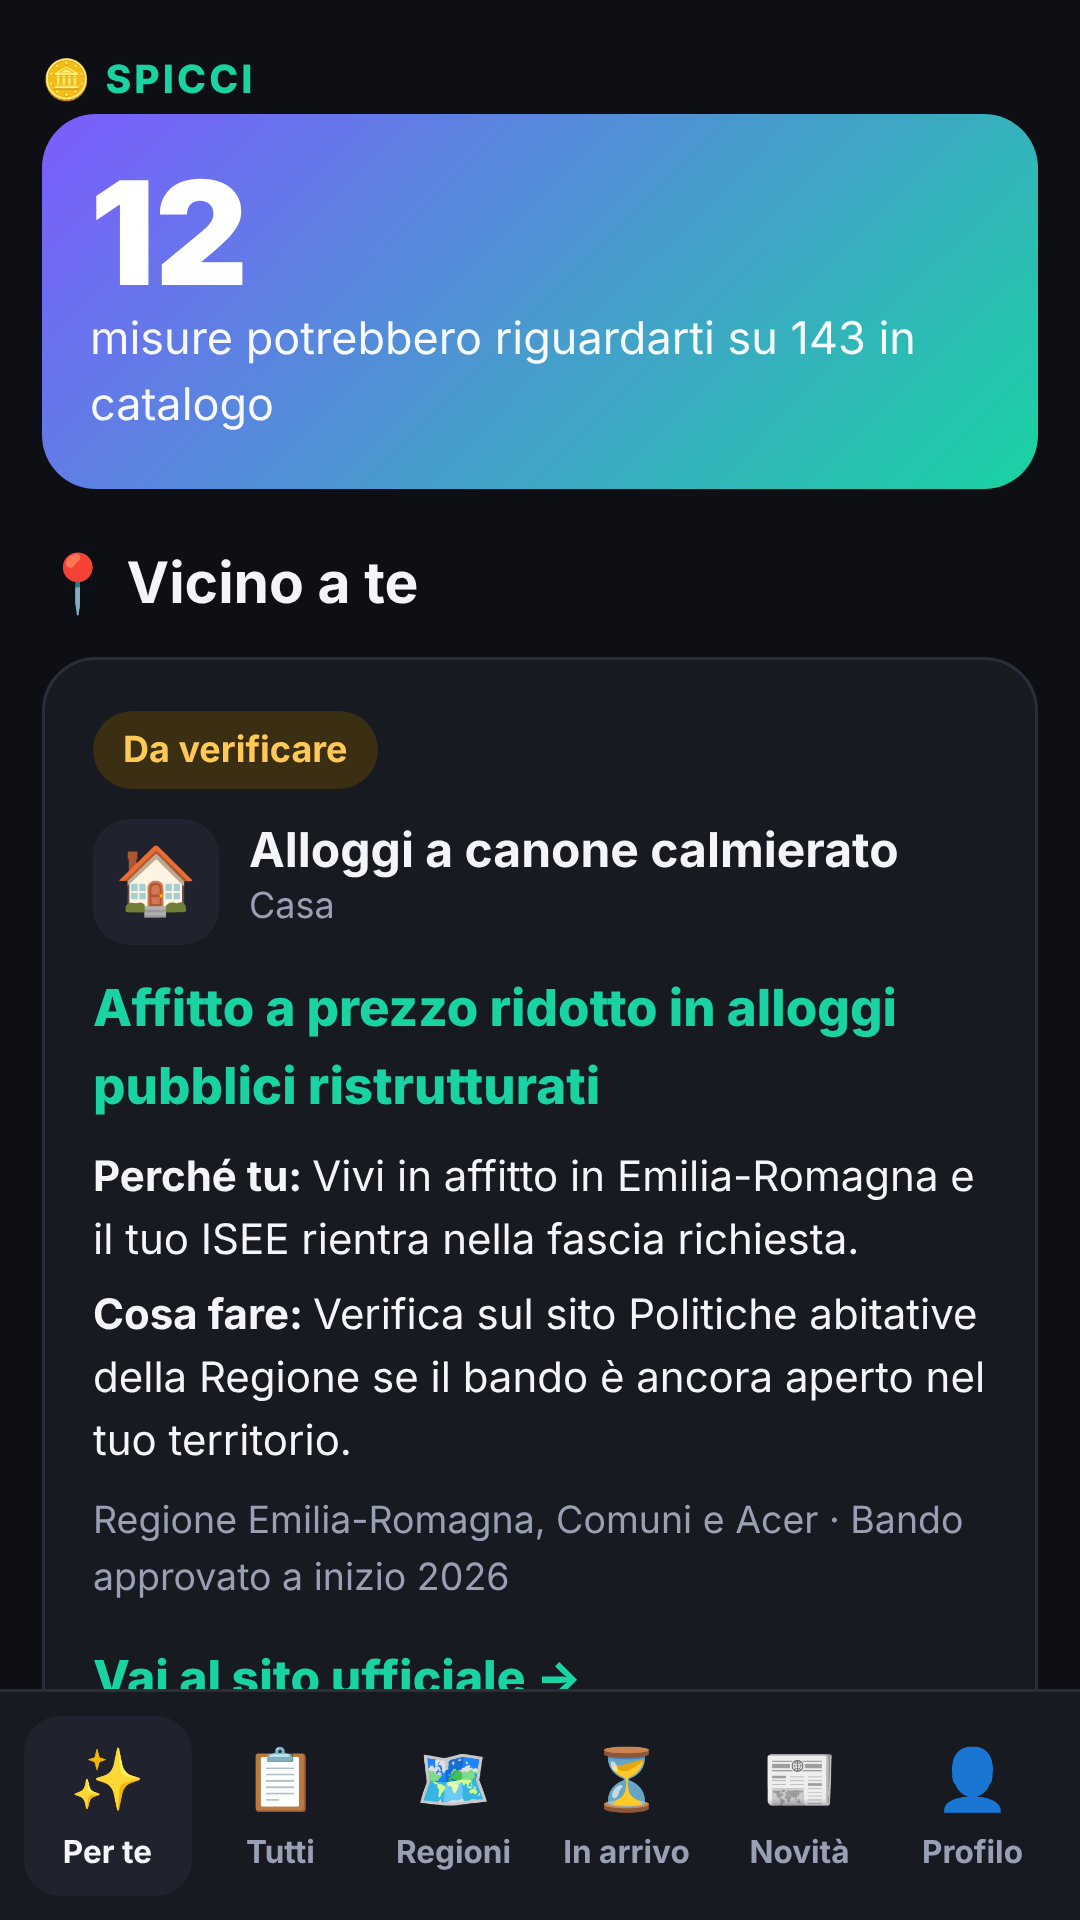 SPICCI
12
misure potrebbero riguardarti su 143 in
catalogo
Vicino a te
Da verificare
Alloggi a canone calmierato
Casa
Affitto a prezzo ridotto in alloggi
pubblici ristrutturati
Perché tu: Vivi in affitto in Emilia-Romagna e
il tuo ISEE rientra nella fascia richiesta.
Cosa fare: Verifica sul sito Politiche abitative
della Regione se il bando è ancora aperto nel
tuo territorio.
Regione Emilia-Romagna, Comuni e Acer · Bando
approvato a inizio 2026
Vai al sito ufficiale →
Per te
Tutti
Regioni
In arrivo
Novità
Profilo